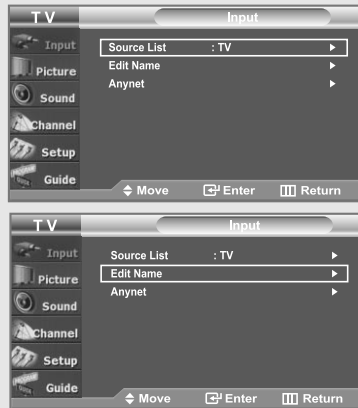 TV Input
Input
Source List : TV
Picture
Edit Name
Anynet
Sound
Channel
Setup
Guide
Move Enter Return
TV Input
Input
Source List : TV
Picture
Edit Name
Anynet
Sound
Channel
Setup
Guide
Move Enter Return